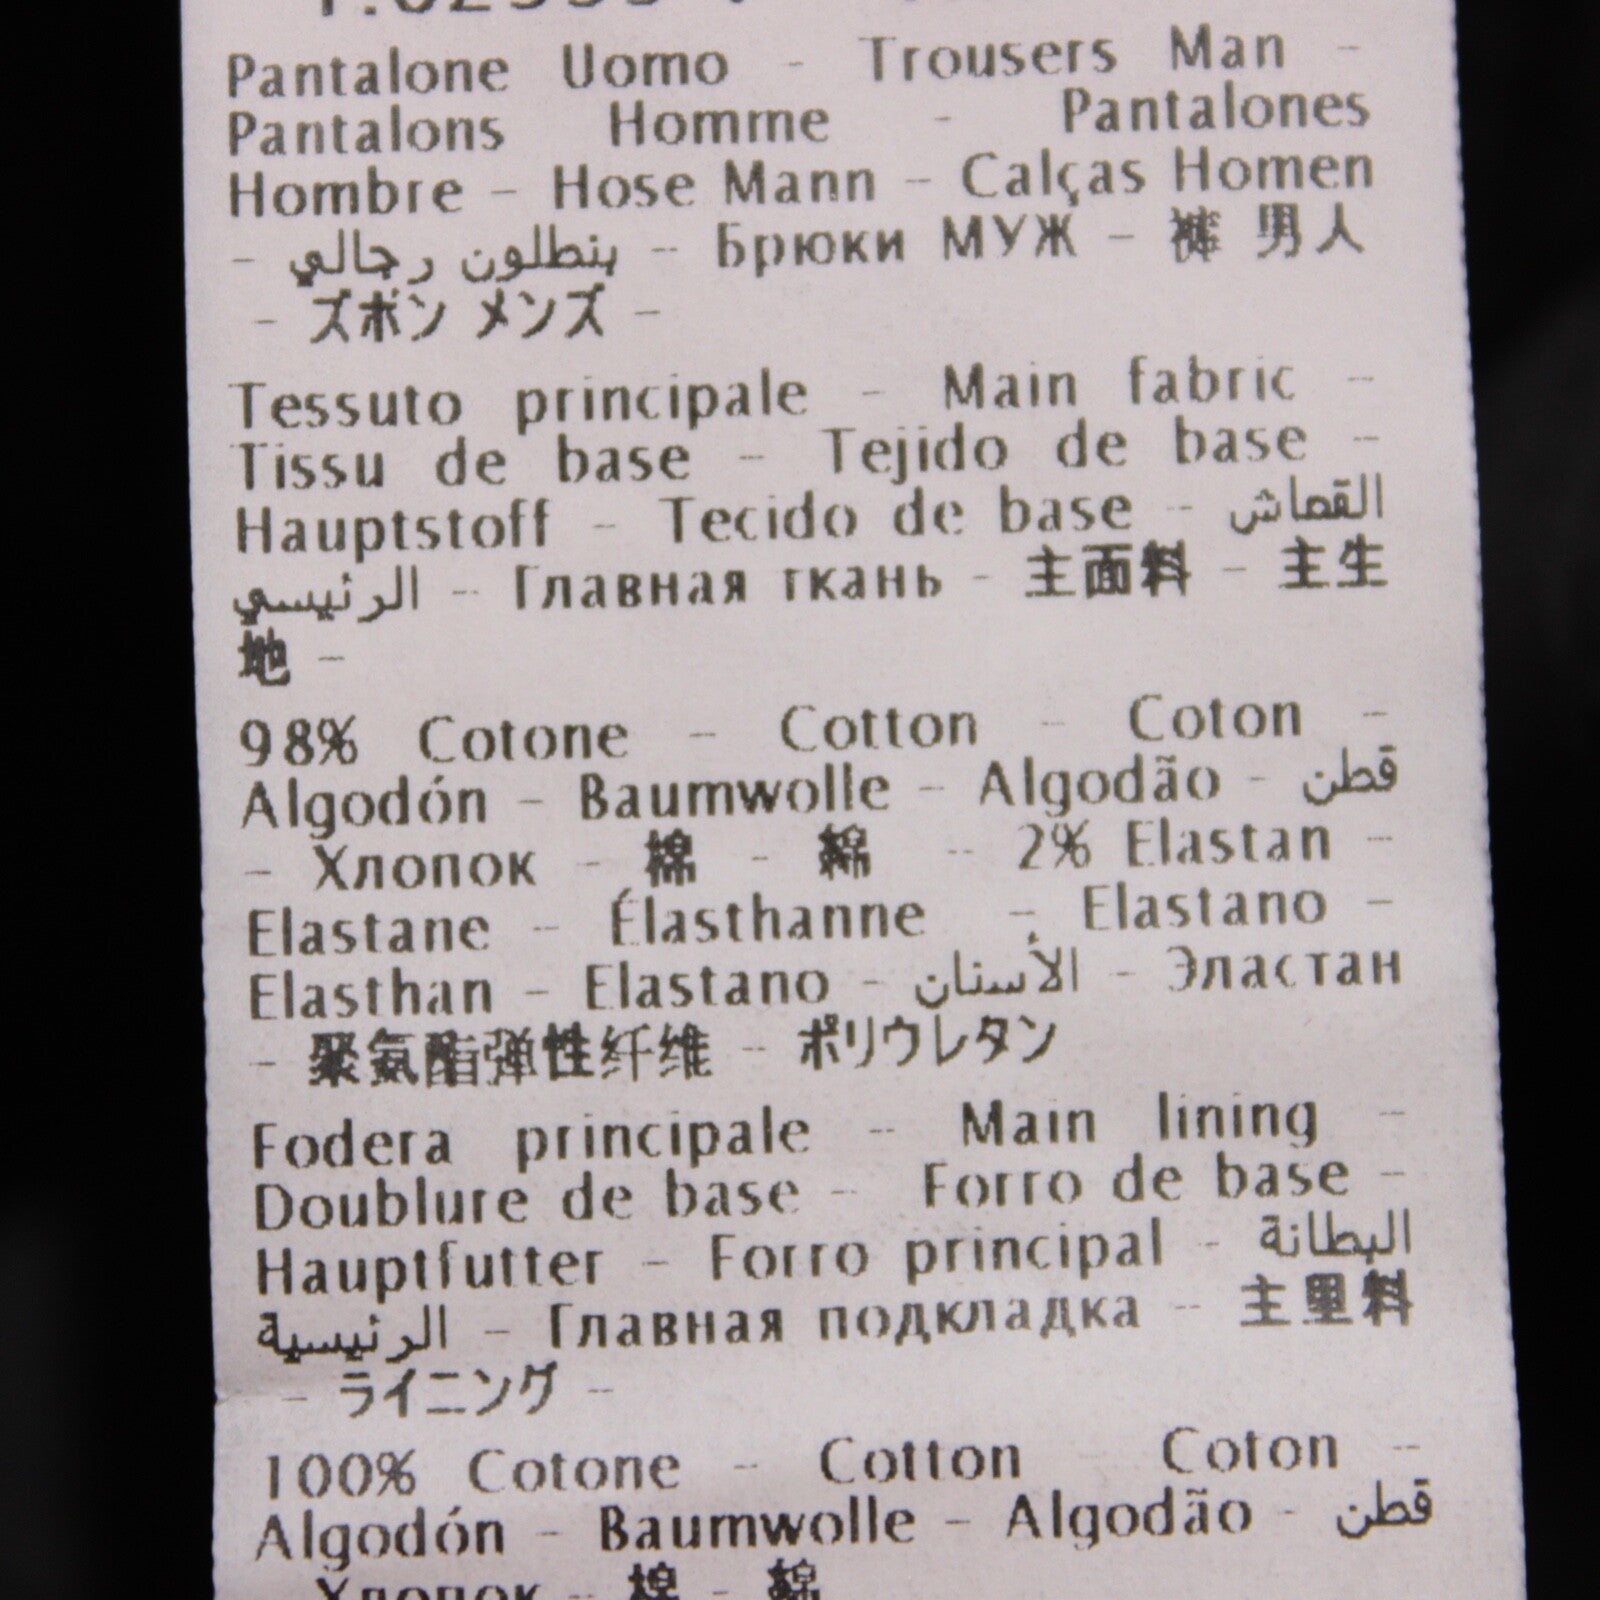 Pantalone Uomo - Trousers Man -
Pantalons Homme - Pantalones
Hombre - Hose Mann - Calças Homen
- بنطلون رجالي - Брюки МУЖ - 裤 男人
- ズボン メンズ -
Tessuto principale - Main fabric -
Tissu de base - Tejido de base -
Hauptstoff - Tecido de base - القماش
الرئيسي - Главная ткань - 主面料 - 主生
地 -
98% Cotone - Cotton - Coton -
Algodón - Baumwolle - Algodão - قطن
- Хлопок - 棉 - 綿 - 2% Elastan -
Elastane - Élasthanne - Elastano -
Elasthan - Elastano - الأستان - Эластан
- 聚氨酯弹性纤维 - ポリウレタン
Fodera principale - Main lining -
Doublure de base - Forro de base -
Hauptfutter - Forro principal - البطانة
الرئيسية - Главная подкладка - 主里料
- ライニング -
100% Cotone - Cotton - Coton -
Algodón - Baumwolle - Algodão - قطن
Хлопок - 棉 - 綿